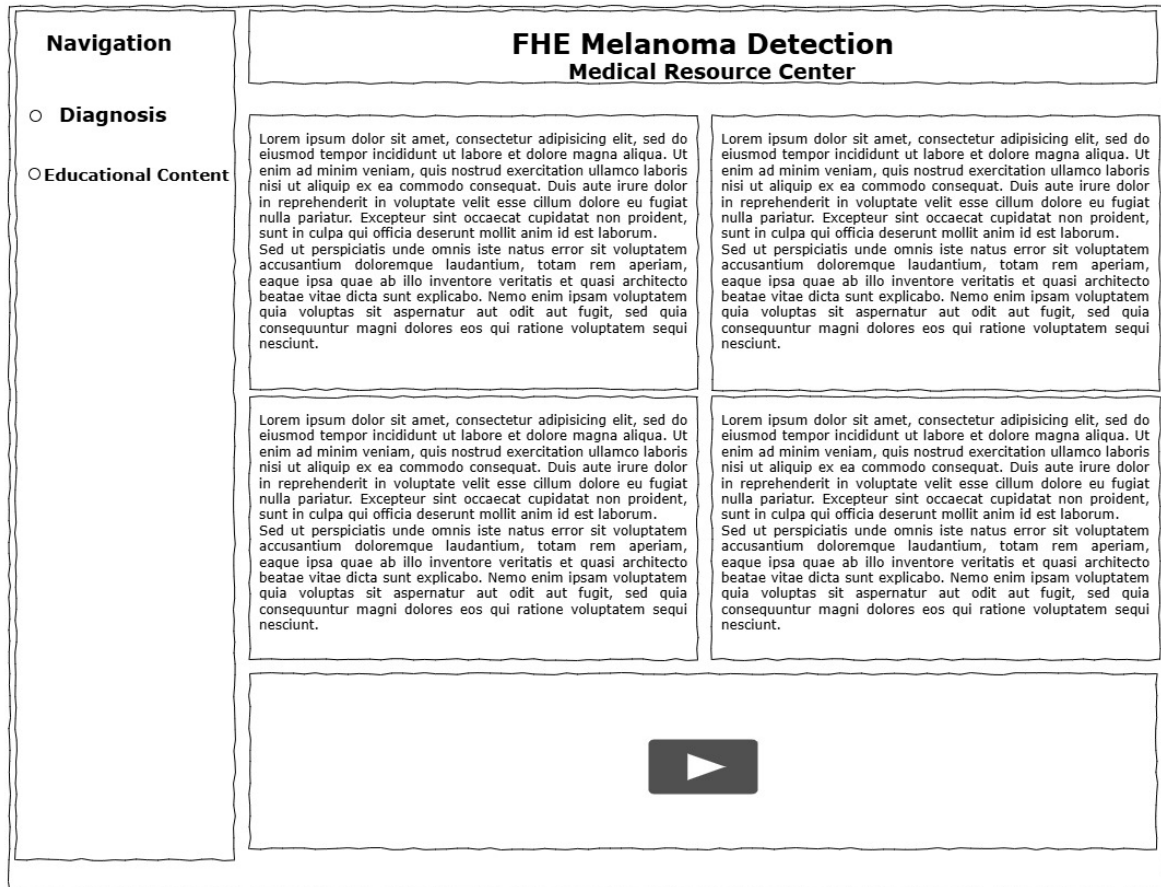 Navigation
Diagnosis
Educational Content
FHE Melanoma Detection
Medical Resource Center
Lorem ipsum dolor sit amet, consectetur adipisicing elit, sed do
eiusmod tempor incididunt ut labore et dolore magna aliqua. Ut
enim ad minim veniam, quis nostrud exercitation ullamco laboris
nisi ut aliquip ex ea commodo consequat. Duis aute irure dolor
in reprehenderit in voluptate velit esse cillum dolore eu fugiat
nulla pariatur. Excepteur sint occaecat cupidatat non proident,
sunt in culpa qui officia deserunt mollit anim id est laborum.
Sed ut perspiciatis unde omnis iste natus error sit voluptatem
accusantium doloremque laudantium, totam rem aperiam,
eaque ipsa quae ab illo inventore veritatis et quasi architecto
beatae vitae dicta sunt explicabo. Nemo enim ipsam voluptatem
quia voluptas sit aspernatur aut odit aut fugit, sed quia
consequuntur magni dolores eos qui ratione voluptatem sequi
nesciunt.
Lorem ipsum dolor sit amet, consectetur adipisicing elit, sed do
eiusmod tempor incididunt ut labore et dolore magna aliqua. Ut
enim ad minim veniam, quis nostrud exercitation ullamco laboris
nisi ut aliquip ex ea commodo consequat. Duis aute irure dolor
in reprehenderit in voluptate velit esse cillum dolore eu fugiat
nulla pariatur. Excepteur sint occaecat cupidatat non proident,
sunt in culpa qui officia deserunt mollit anim id est laborum.
Sed ut perspiciatis unde omnis iste natus error sit voluptatem
accusantium doloremque laudantium, totam rem aperiam,
eaque ipsa quae ab illo inventore veritatis et quasi architecto
beatae vitae dicta sunt explicabo. Nemo enim ipsam voluptatem
quia voluptas sit aspernatur aut odit aut fugit, sed quia
consequuntur magni dolores eos qui ratione voluptatem sequi
nesciunt.
Lorem ipsum dolor sit amet, consectetur adipisicing elit, sed do
eiusmod tempor incididunt ut labore et dolore magna aliqua. Ut
enim ad minim veniam, quis nostrud exercitation ullamco laboris
nisi ut aliquip ex ea commodo consequat. Duis aute irure dolor
in reprehenderit in voluptate velit esse cillum dolore eu fugiat
nulla pariatur. Excepteur sint occaecat cupidatat non proident,
sunt in culpa qui officia deserunt mollit anim id est laborum.
Sed ut perspiciatis unde omnis iste natus error sit voluptatem
accusantium doloremque laudantium, totam rem aperiam,
eaque ipsa quae ab illo inventore veritatis et quasi architecto
beatae vitae dicta sunt explicabo. Nemo enim ipsam voluptatem
quia voluptas sit aspernatur aut odit aut fugit, sed quia
consequuntur magni dolores eos qui ratione voluptatem sequi
nesciunt.
Lorem ipsum dolor sit amet, consectetur adipisicing elit, sed do
eiusmod tempor incididunt ut labore et dolore magna aliqua. Ut
enim ad minim veniam, quis nostrud exercitation ullamco laboris
nisi ut aliquip ex ea commodo consequat. Duis aute irure dolor
in reprehenderit in voluptate velit esse cillum dolore eu fugiat
nulla pariatur. Excepteur sint occaecat cupidatat non proident,
sunt in culpa qui officia deserunt mollit anim id est laborum.
Sed ut perspiciatis unde omnis iste natus error sit voluptatem
accusantium doloremque laudantium, totam rem aperiam,
eaque ipsa quae ab illo inventore veritatis et quasi architecto
beatae vitae dicta sunt explicabo. Nemo enim ipsam voluptatem
quia voluptas sit aspernatur aut odit aut fugit, sed quia
consequuntur magni dolores eos qui ratione voluptatem sequi
nesciunt.